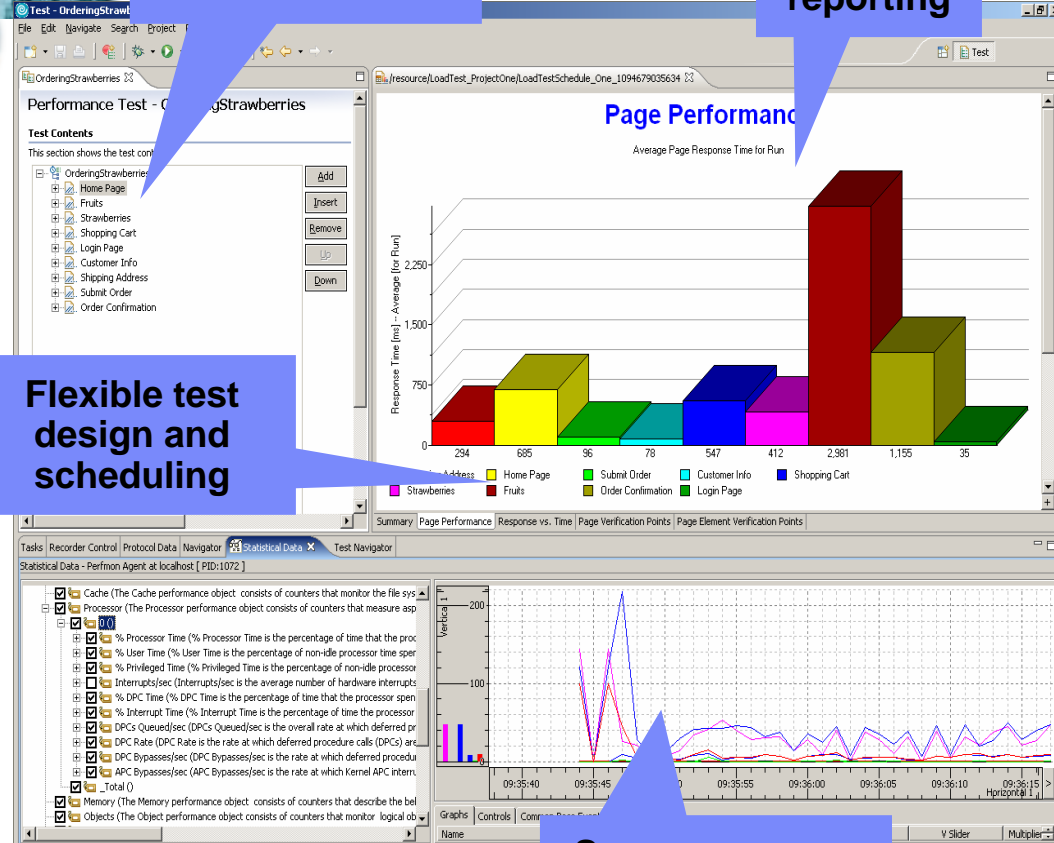 reporting
Test - OrderingStrawb
File Edit Navigate Search Project
Test
OrderingStrawberries
/resource/LoadTest_ProjectOne/LoadTestSchedule_One_1094679035634
Performance Test - O gStrawberries
Test Contents
This section shows the test cont
OrderingStrawberries
Home Page
Fruits
Strawberries
Shopping Cart
Login Page
Customer Info
Shipping Address
Submit Order
Order Confirmation
Add
Insert
Remove
Up
Down
Page Performanc
Average Page Response Time for Run
Response Time [ms] -- Average [for Run]
2,250
1,500
750
0
294 685 96 78 547 412 2,981 1,155 35
Address Home Page Submit Order Customer Info Shopping Cart
Strawberries Fruits Order Confirmation Login Page
Flexible test
design and
scheduling
Summary Page Performance Response vs. Time Page Verification Points Page Element Verification Points
Tasks Recorder Control Protocol Data Navigator Statistical Data Test Navigator
Statistical Data - Perfmon Agent at localhost [ PID:1072 ]
Cache (The Cache performance object consists of counters that monitor the file sys
Processor (The Processor performance object consists of counters that measure asp
0 ()
% Processor Time (% Processor Time is the percentage of time that the proc
% User Time (% User Time is the percentage of non-idle processor time sper
% Privileged Time (% Privileged Time is the percentage of non-idle processor
Interrupts/sec (Interrupts/sec is the average number of hardware interrupts
% DPC Time (% DPC Time is the percentage of time that the processor spen
% Interrupt Time (% Interrupt Time is the percentage of time the processor
DPCs Queued/sec (DPCs Queued/sec is the overall rate at which deferred pr
DPC Rate (DPC Rate is the rate at which deferred procedure calls (DPCs) are
DPC Bypasses/sec (DPC Bypasses/sec is the rate at which deferred procedur
APC Bypasses/sec (APC Bypasses/sec is the rate at which Kernel APC interru
_Total ()
Memory (The Memory performance object consists of counters that describe the bel
Objects (The Object performance object consists of counters that monitor logical ob
Vertical 1
200
100
0
09:35:40 09:35:45 09:35:55 09:36:00 09:36:05 09:36:10 09:36:15
Horizontal 1
Graphs Controls Common Base Event
Name V Slider Multiplier